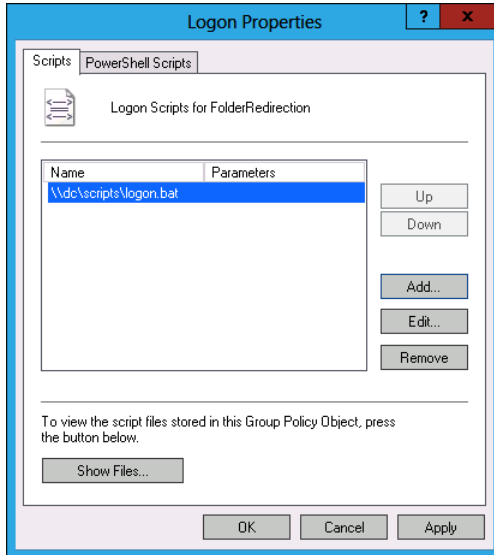 Logon Properties
?
x
Scripts
PowerShell Scripts
Logon Scripts for FolderRedirection
Name Parameters
\\dc\scripts\logon.bat
Up
Down
Add...
Edit...
Remove
To view the script files stored in this Group Policy Object, press
the button below.
Show Files...
OK Cancel Apply